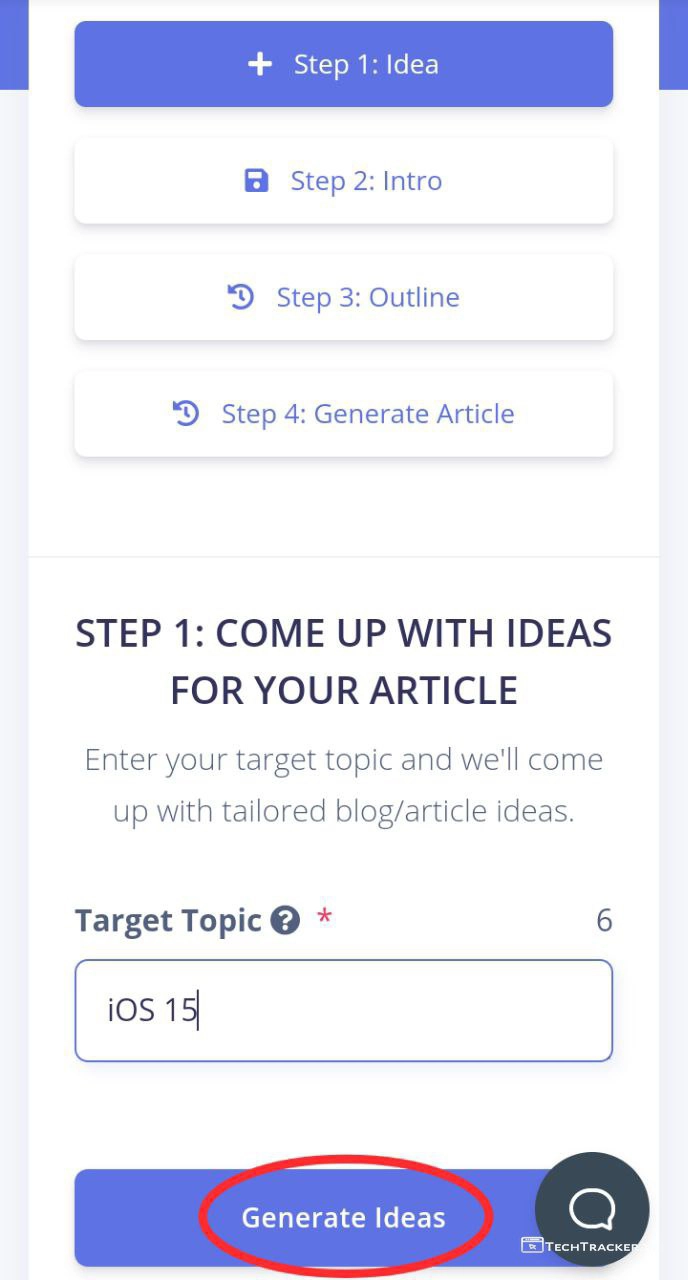 Step 1: Idea
Step 2: Intro
Step 3: Outline
Step 4: Generate Article
STEP 1: COME UP WITH IDEAS
FOR YOUR ARTICLE
Enter your target topic and we'll come
up with tailored blog/article ideas.
Target Topic ? * 6
iOS 15
Generate Ideas
TECHTRACKER